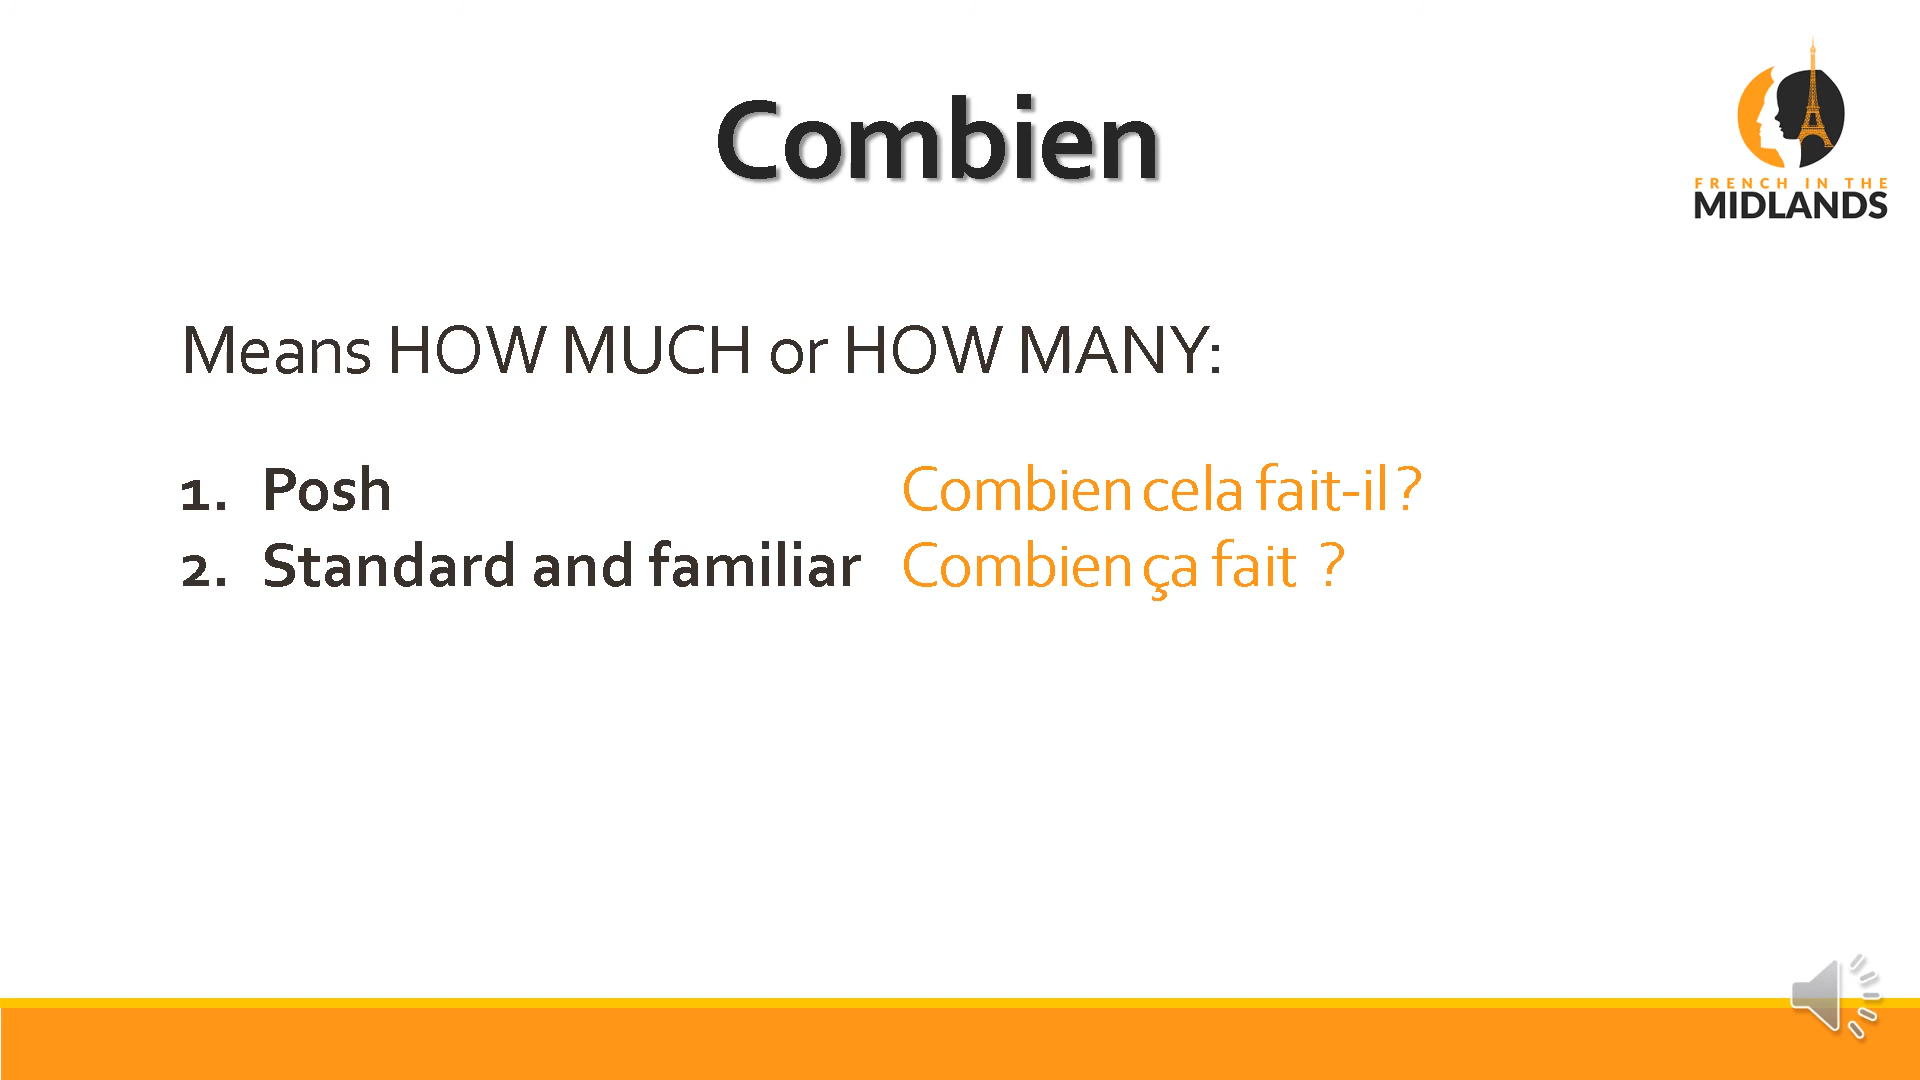 Combien
FRENCH IN THE
MIDLANDS
Means HOW MUCH or HOW MANY:
1. Posh Combien cela fait-il ?
2. Standard and familiar Combien ça fait ?